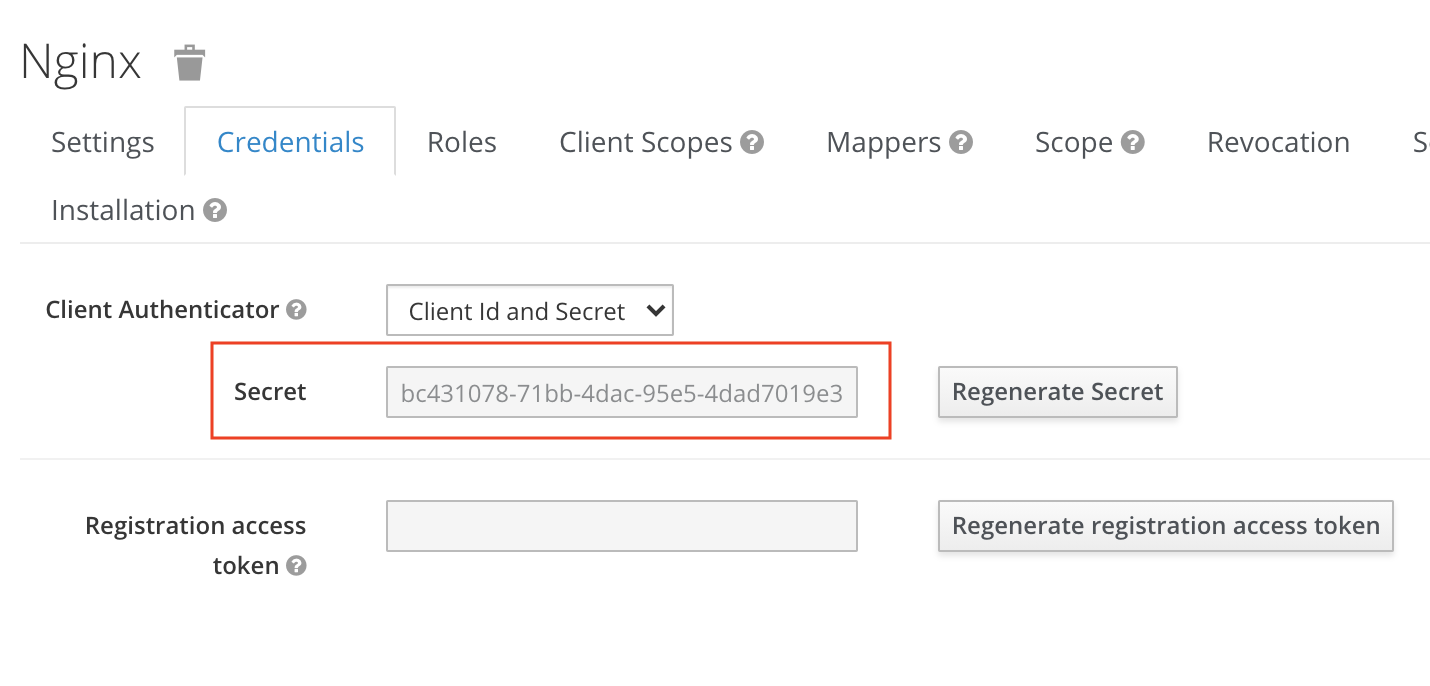 Nginx
Settings Credentials Roles Client Scopes Mappers Scope Revocation
Installation
Client Authenticator Client Id and Secret
Secret bc431078-71bb-4dac-95e5-4dad7019e3 Regenerate Secret
Registration access Regenerate registration access token
token